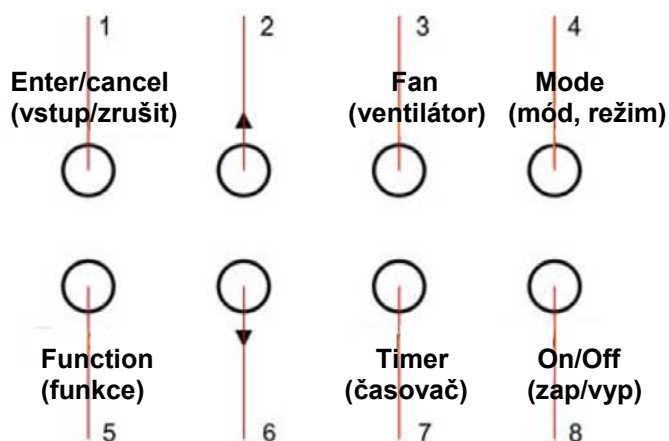 1 2 3 4
Enter/cancel Fan Mode
(vstup/zrušit) (ventilátor) (mód, režim)
Function Timer On/Off
(funkce) (časovač) (zap/vyp)
5 6 7 8